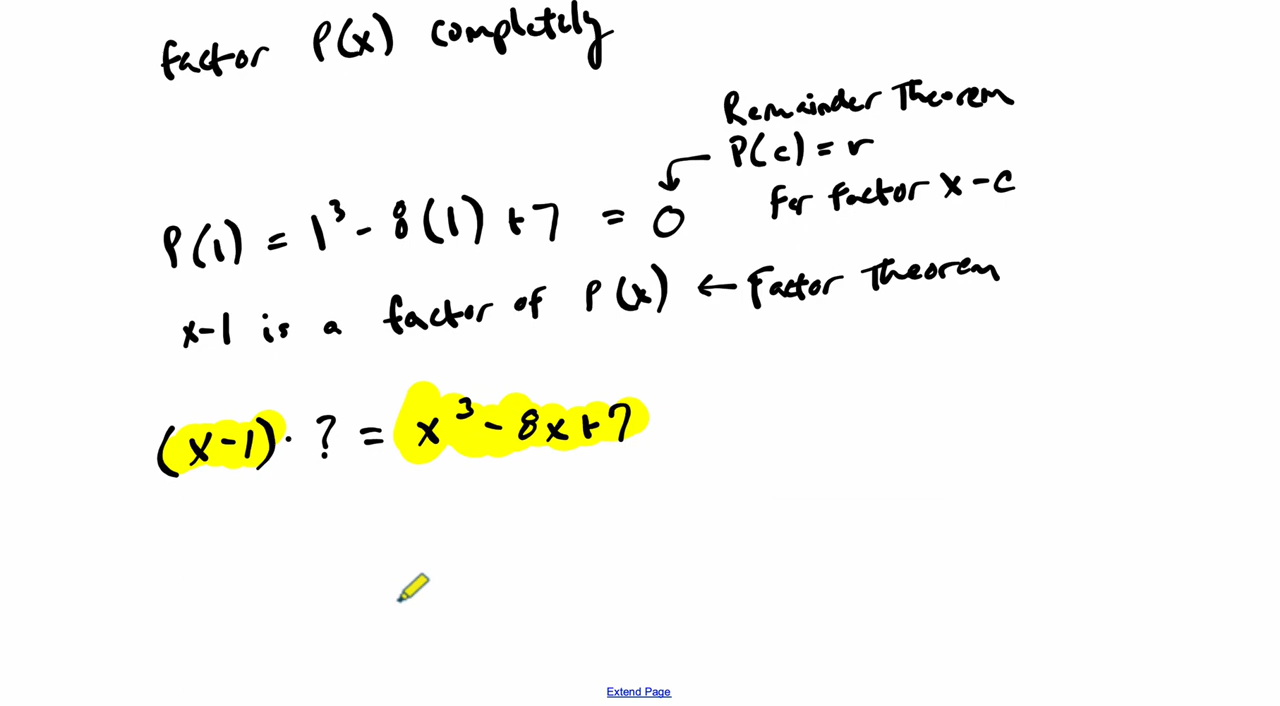 factor P(x) completely
Remainder Theorem
P(c) = r
For factor x-c
P(1) = 1³ - 8(1) + 7 = 0
x-1 is a factor of P(x) ← Factor Theorem
(x-1) · ? = x³ - 8x + 7
Extend Page